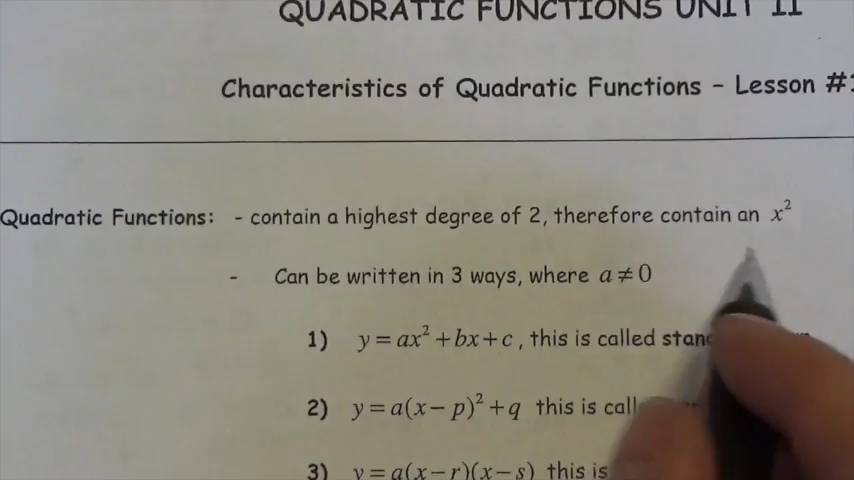 QUADRATIC FUNCTIONS UNIT II
Characteristics of Quadratic Functions - Lesson #
Quadratic Functions: - contain a highest degree of 2, therefore contain an x²
- Can be written in 3 ways, where a ≠ 0
1) y = ax² + bx + c , this is called
2) y = a(x − p)² + q this is
3) y = a(x − r)(x − s) this is